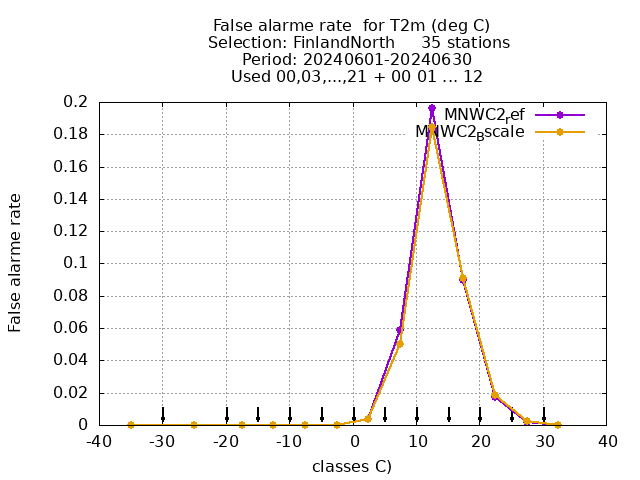 False alarme rate  for T2m (deg C)
Selection: FinlandNorth     35 stations
Period: 20240601-20240630
Used 00,03,...,21 + 00 01 ... 12
MNWC2ref
MNWC2Bscale
0.2
0.18
0.16
0.14
0.12
0.1
0.08
0.06
0.04
0.02
0
False alarme rate
-40 -30 -20 -10 0 10 20 30 40
classes C)